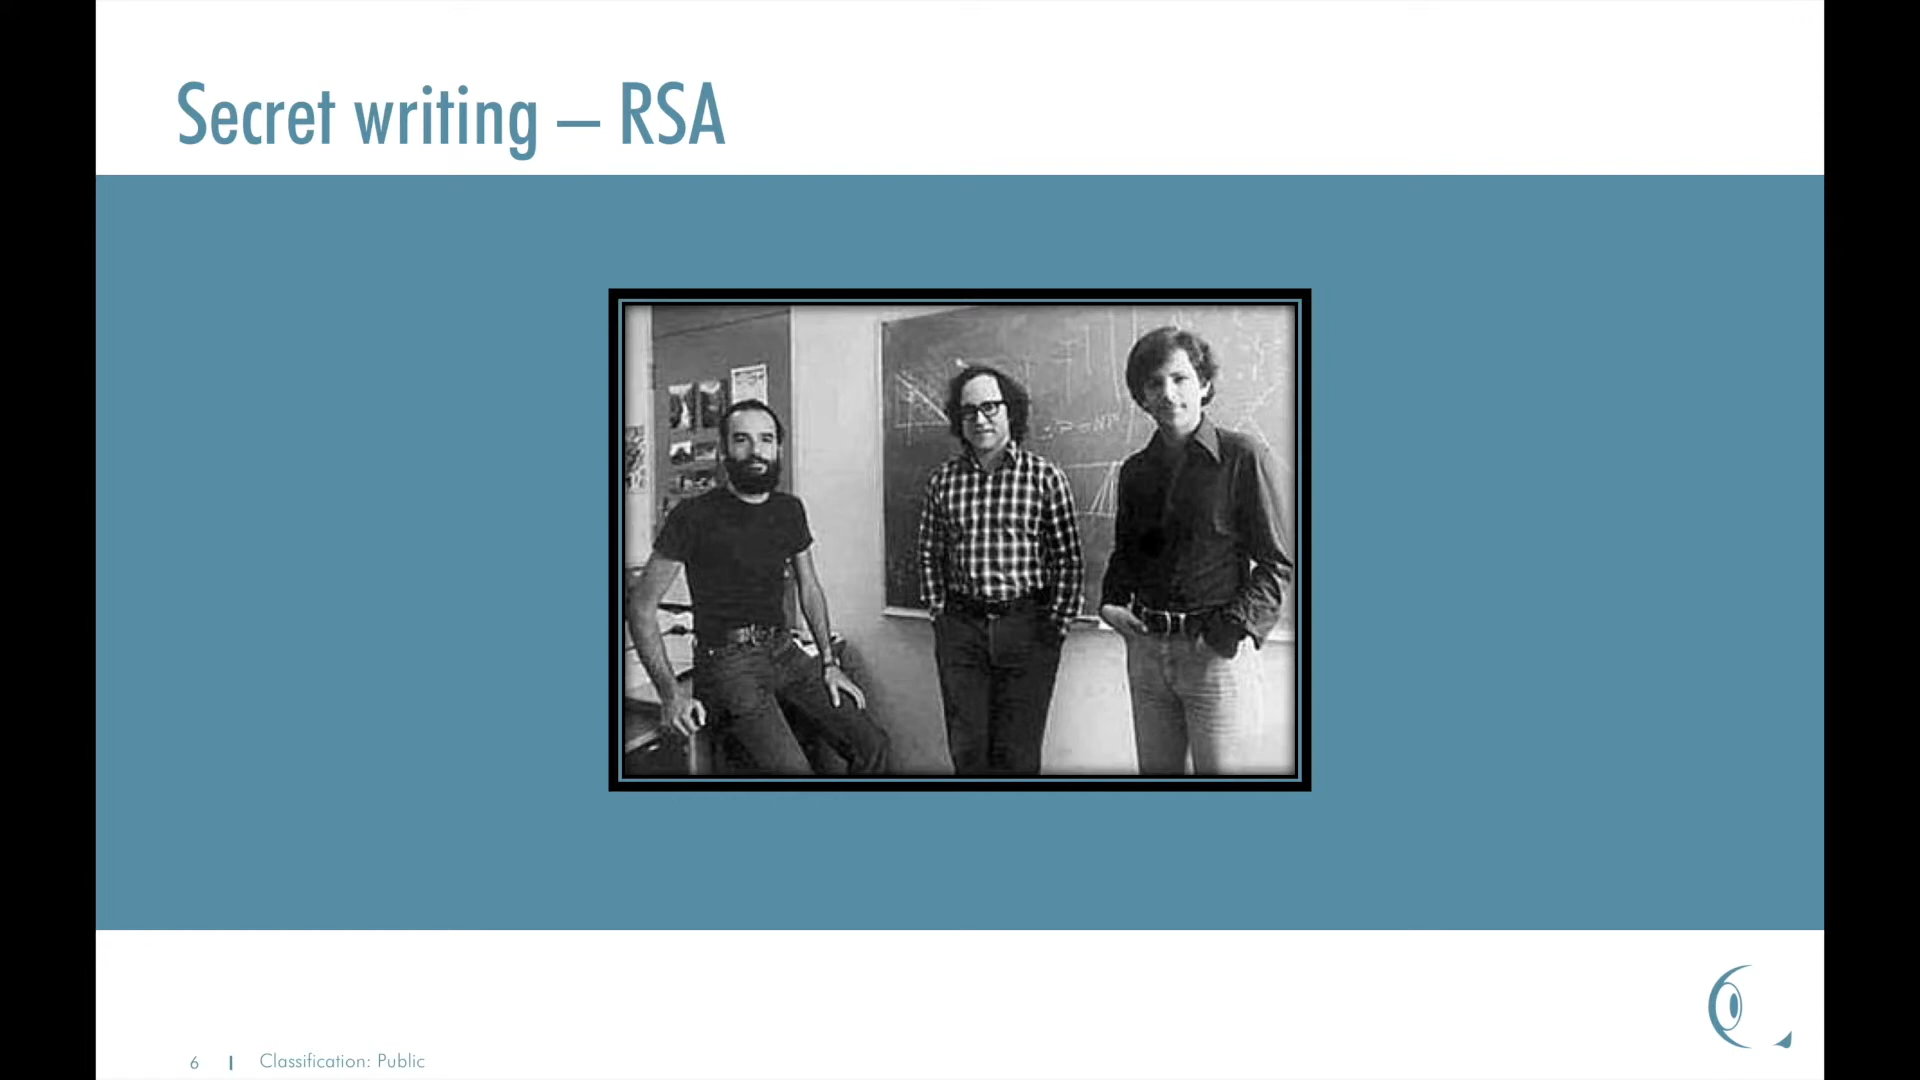 Secret writing – RSA
6 | Classification: Public